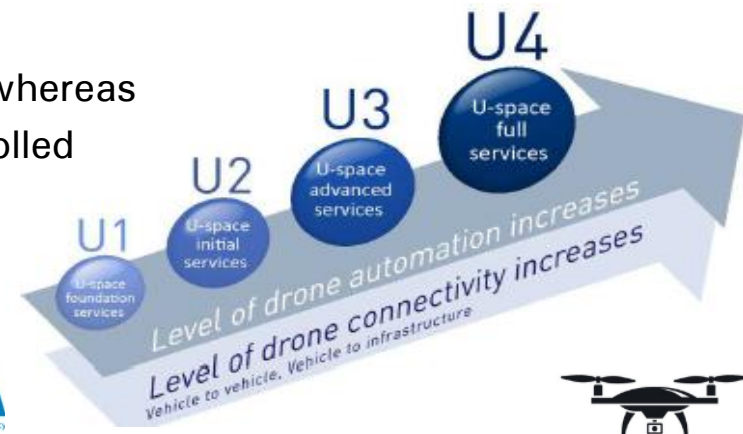 whereas
olled
U1
U-space
foundation
services
U2
U-space
initial
services
U3
U-space
advanced
services
U4
U-space
full
services
Level of drone automation increases
Level of drone connectivity increases
Vehicle to vehicle, Vehicle to infrastructure